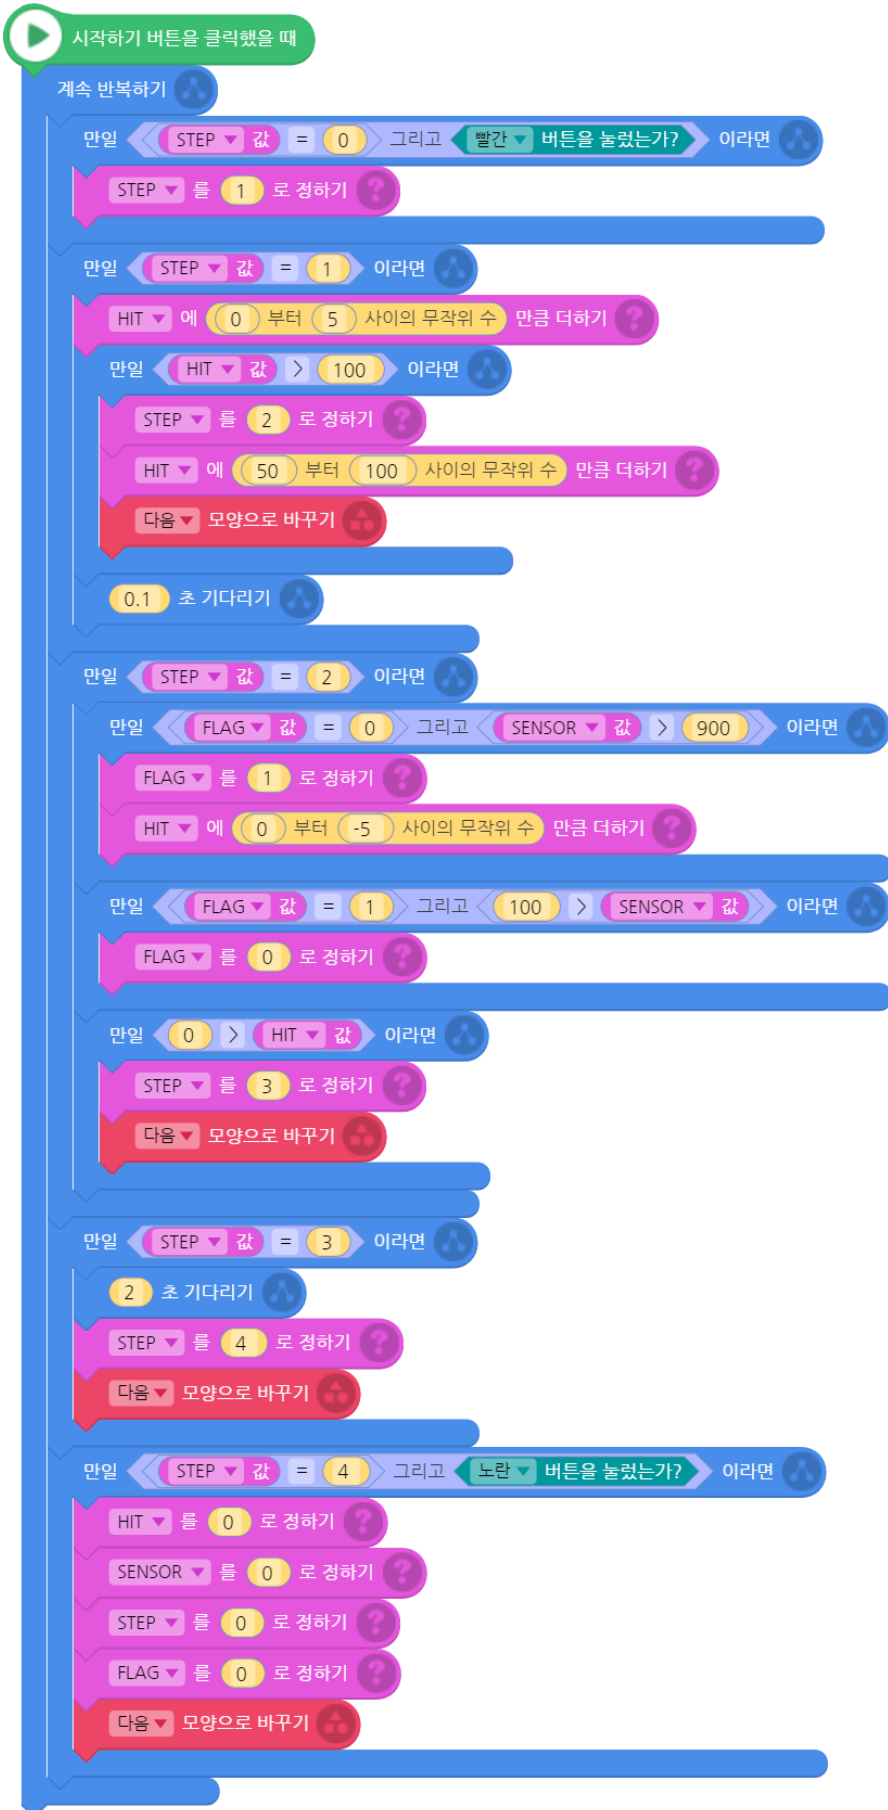 시작하기 버튼을 클릭했을 때
계속 반복하기
만일 STEP 값 = 0 그리고 빨간 버튼을 눌렀는가? 이라면
STEP 를 1 로 정하기 ?
만일 STEP 값 = 1 이라면
HIT 에 0 부터 5 사이의 무작위 수 만큼 더하기 ?
만일 HIT 값 > 100 이라면
STEP 를 2 로 정하기 ?
HIT 에 50 부터 100 사이의 무작위 수 만큼 더하기 ?
다음 모양으로 바꾸기
0.1 초 기다리기
만일 STEP 값 = 2 이라면
만일 FLAG 값 = 0 그리고 SENSOR 값 > 900 이라면
FLAG 를 1 로 정하기 ?
HIT 에 0 부터 -5 사이의 무작위 수 만큼 더하기 ?
만일 FLAG 값 = 1 그리고 100 > SENSOR 값 이라면
FLAG 를 0 로 정하기 ?
만일 0 > HIT 값 이라면
STEP 를 3 로 정하기 ?
다음 모양으로 바꾸기
만일 STEP 값 = 3 이라면
2 초 기다리기
STEP 를 4 로 정하기 ?
다음 모양으로 바꾸기
만일 STEP 값 = 4 그리고 노란 버튼을 눌렀는가? 이라면
HIT 를 0 로 정하기 ?
SENSOR 를 0 로 정하기 ?
STEP 를 0 로 정하기 ?
FLAG 를 0 로 정하기 ?
다음 모양으로 바꾸기